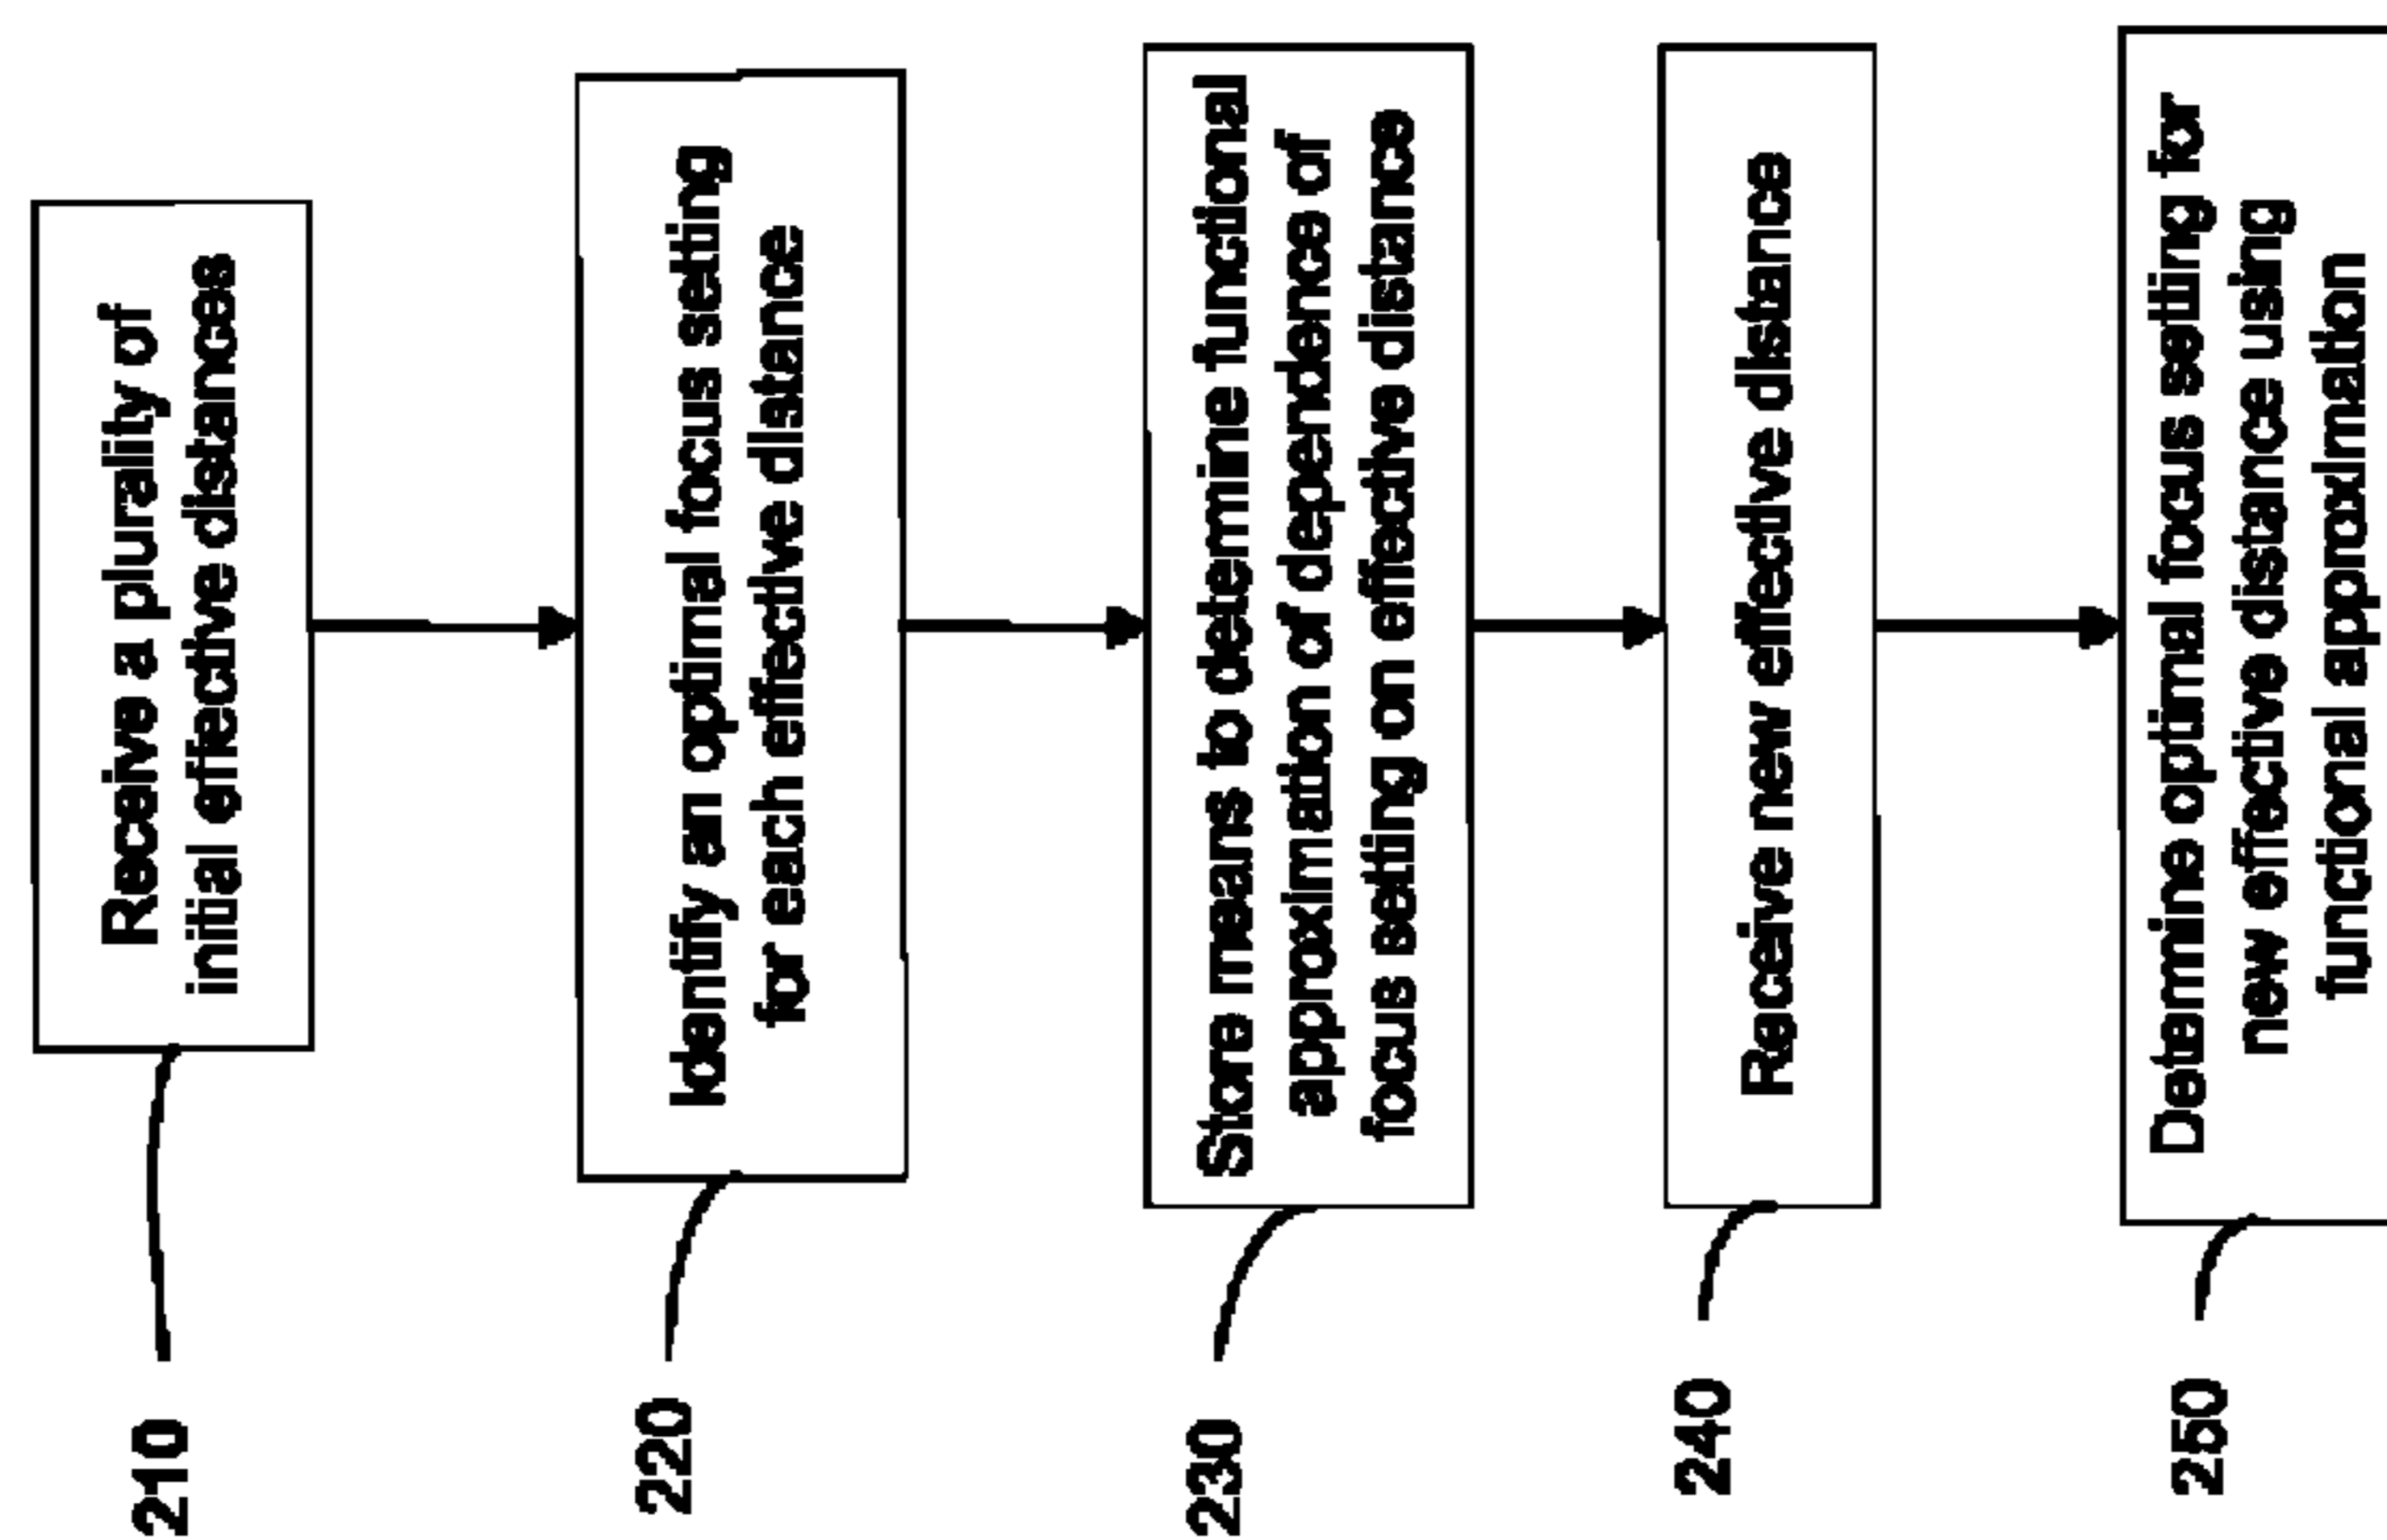 210
Receive a plurality of
initial effective distances
220
Identify an optimal focus setting
for each effective distance
230
Store means to determine functional
approximation of dependence of
focus setting on effective distance
240
Receive new effective distance
250
Determine optimal focus setting for
new effective distance using
functional approximation